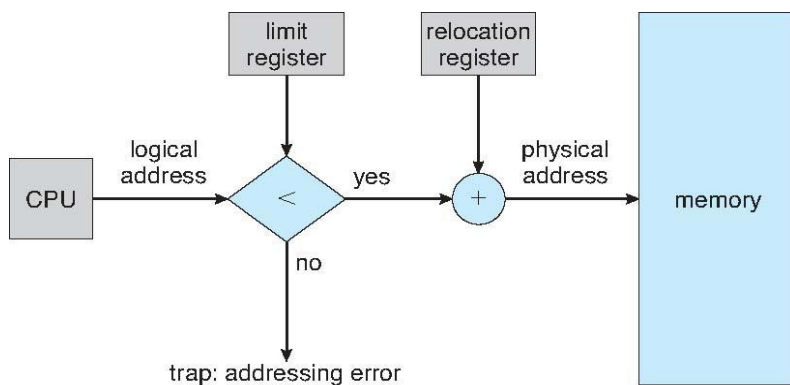 limit
register
relocation
register
logical
address
physical
address
CPU
<
yes
+
memory
no
trap: addressing error